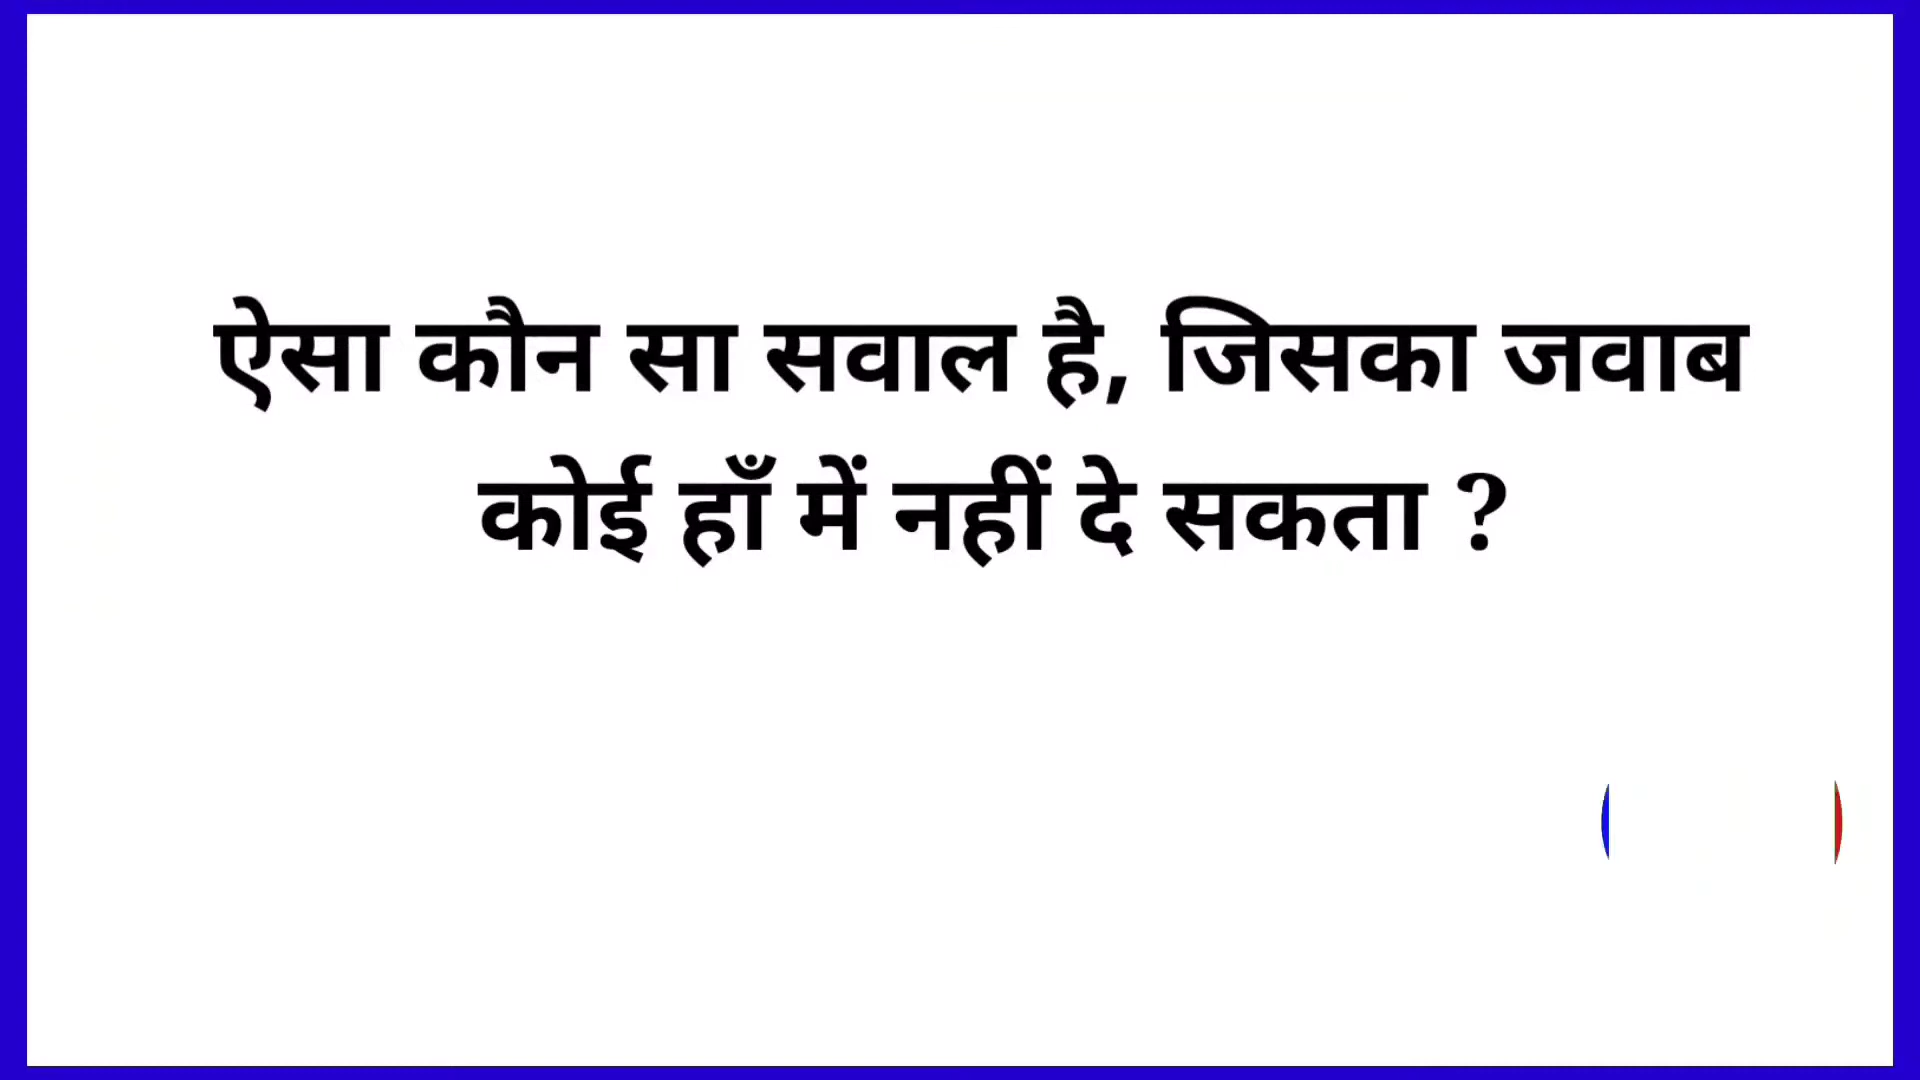 ऐसा कौन सा सवाल है, जिसका जवाब
कोई हाँ में नहीं दे सकता ?